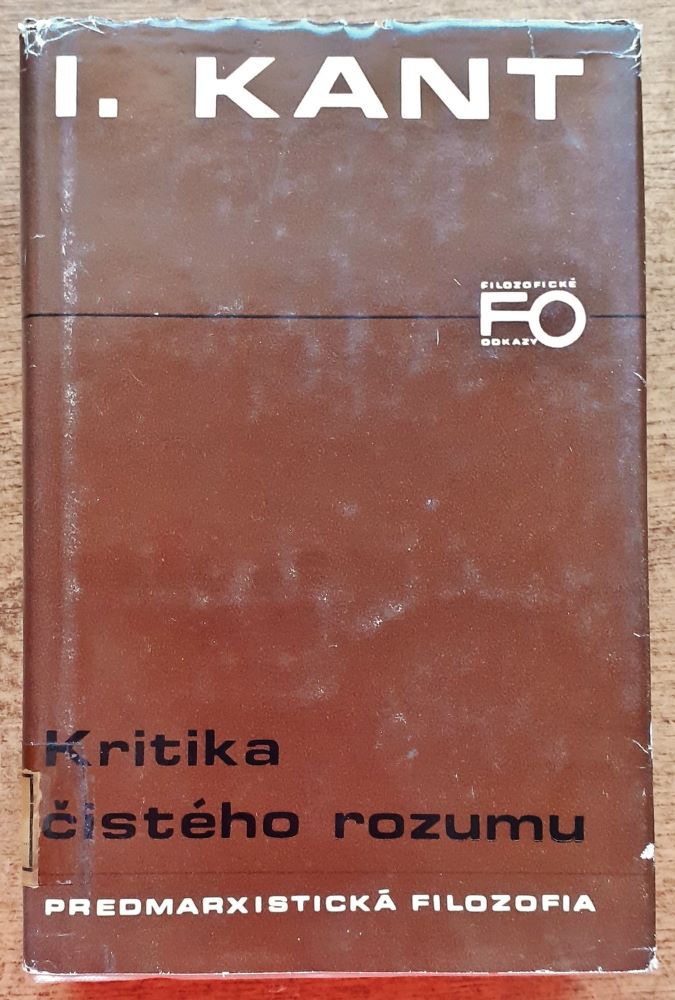 I. KANT
FILOZOFICKÉ
FO
ODKAZY
Kritika
čistého rozumu
PREDMARXISTICKÁ FILOZOFIA